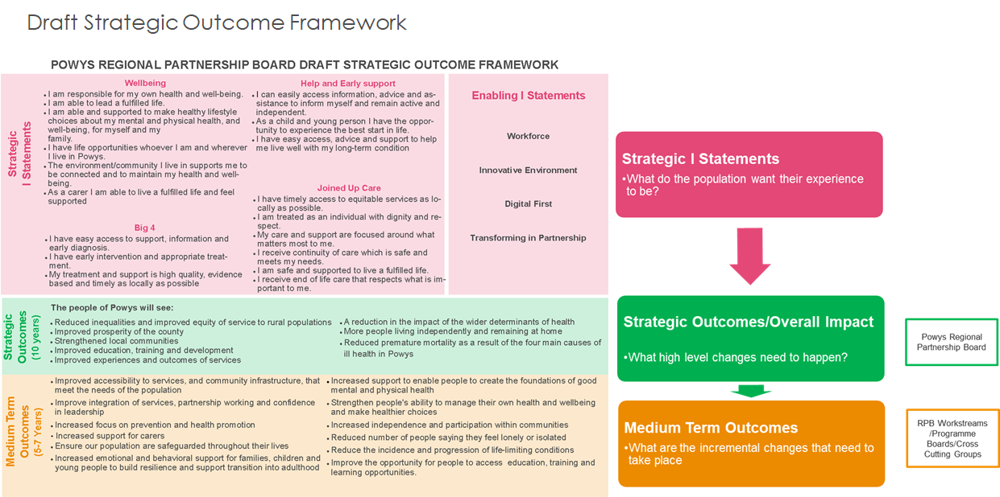 Draft Strategic Outcome Framework
POWYS REGIONAL PARTNERSHIP BOARD DRAFT STRATEGIC OUTCOME FRAMEWORK
Strategic
I Statements
Wellbeing
• I am responsible for my own health and well-being.
• I am able to lead a fulfilled life.
• I am able and supported to make healthy lifestyle
choices about my mental and physical health, and
well-being, for myself and my
family.
• I have life opportunities whoever I am and wherever
I live in Powys.
• The environment/community I live in supports me to
be connected and to maintain my health and well-
being.
• As a carer I am able to live a fulfilled life and feel
supported
Big 4
• I have easy access to support, information and
early diagnosis.
• I have early intervention and appropriate treat-
ment.
• My treatment and support is high quality, evidence
based and timely as locally as possible
Help and Early support
• I can easily access information, advice and as-
sistance to inform myself and remain active and
independent.
• As a child and young person I have the oppor-
tunity to experience the best start in life.
• I have easy access, advice and support to help
me live well with my long-term condition
Joined Up Care
• I have timely access to equitable services as lo-
cally as possible.
• I am treated as an individual with dignity and re-
spect.
• My care and support are focused around what
matters most to me.
• I receive continuity of care which is safe and
meets my needs.
• I am safe and supported to live a fulfilled life.
• I receive end of life care that respects what is im-
portant to me.
Enabling I Statements
Workforce
Innovative Environment
Digital First
Transforming in Partnership
Strategic I Statements
• What do the population want their experience
to be?
Strategic
Outcomes
(10 years)
The people of Powys will see:
• Reduced inequalities and improved equity of service to rural populations
• Improved prosperity of the county
• Strengthened local communities
• Improved education, training and development
• Improved experiences and outcomes of services
• A reduction in the impact of the wider determinants of health
• More people living independently and remaining at home
• Reduced premature mortality as a result of the four main causes of
ill health in Powys
Strategic Outcomes/Overall Impact
• What high level changes need to happen?
Powys Regional
Partnership Board
Medium Term
Outcomes
(5-7 Years)
• Improved accessibility to services, and community infrastructure, that
meet the needs of the population
• Improve integration of services, partnership working and confidence
in leadership
• Increased focus on prevention and health promotion
• Increased support for carers
• Ensure our population are safeguarded throughout their lives
• Increased emotional and behavioral support for families, children and
young people to build resilience and support transition into adulthood
• Increased support to enable people to create the foundations of good
mental and physical health
• Strengthen people's ability to manage their own health and wellbeing
and make healthier choices
• Increased independence and participation within communities
• Reduced number of people saying they feel lonely or isolated
• Reduce the incidence and progression of life-limiting conditions
• Improve the opportunity for people to access education, training and
learning opportunities.
Medium Term Outcomes
• What are the incremental changes that need to
take place
RPB Workstreams
/Programme
Boards/Cross
Cutting Groups